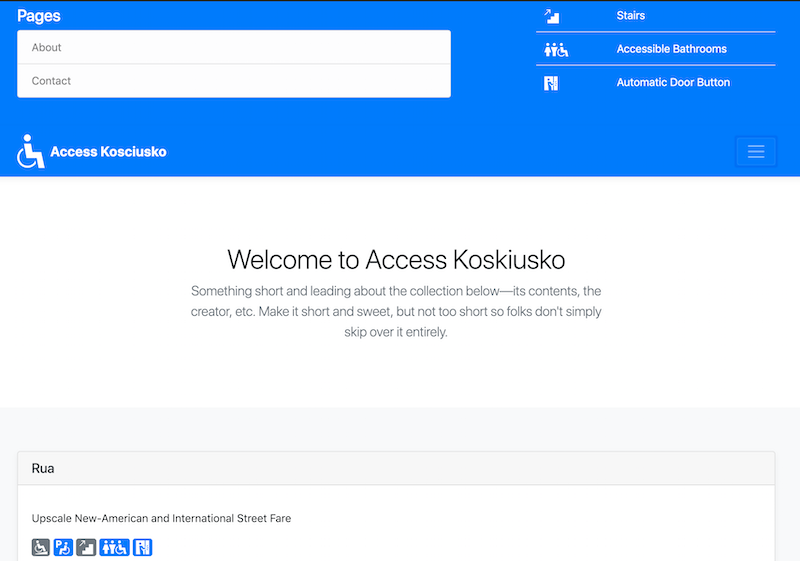 Pages
About
Contact
Stairs
Accessible Bathrooms
Automatic Door Button
Access Kosciusko
Welcome to Access Koskiusko
Something short and leading about the collection below—its contents, the
creator, etc. Make it short and sweet, but not too short so folks don't simply
skip over it entirely.
Rua
Upscale New-American and International Street Fare
P